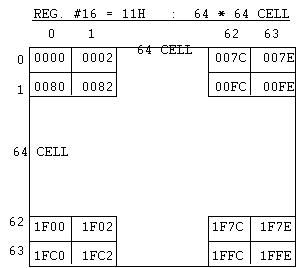 REG. #16 = 11H : 64 * 64 CELL
0 1 62 63
64 CELL
0 0000 0002 007C 007E
1 0080 0082 00FC 00FE
64 CELL
62 1F00 1F02 1F7C 1F7E
63 1FC0 1FC2 1FFC 1FFE